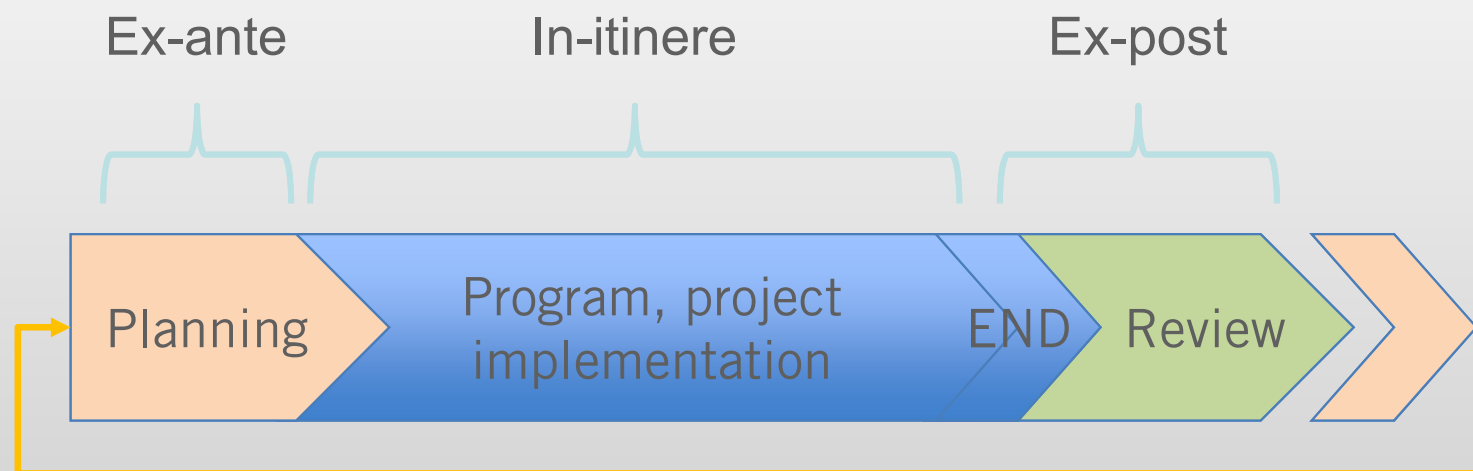 Ex-ante
In-itinere
Ex-post
Planning
Program, project
implementation
END
Review